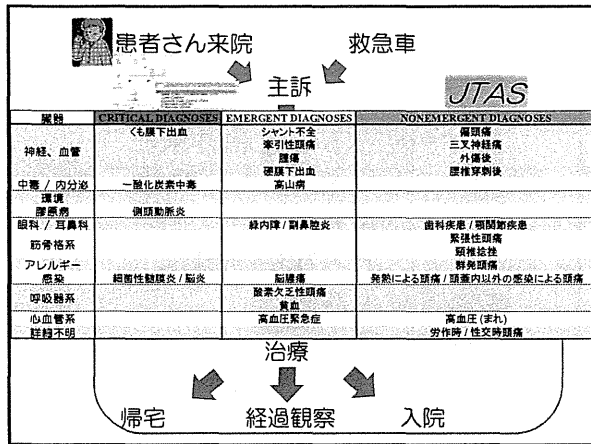 患者さん来院 救急車
主訴
JTAS
臓器 CRITICAL DIAGNOSES EMERGENT DIAGNOSES NONEMERGENT DIAGNOSES
神経、血管 くも膜下出血 シャント不全 偏頭痛
牽引性頭痛 三叉神経痛
腫瘍 外傷後
硬膜下出血 腰椎穿刺後
中毒 / 内分泌 一酸化炭素中毒 高山病
環境
膠原病 側頭動脈炎
眼科 / 耳鼻科 緑内障 / 副鼻腔炎 歯科疾患 / 顎関節疾患
筋骨格系 緊張性頭痛
頸椎捻挫
アレルギー 群発頭痛
感染 細菌性髄膜炎 / 脳炎 脳膿瘍 発熱による頭痛 / 頭蓋内以外の感染による頭痛
呼吸器系 酸素欠乏性頭痛
貧血
心血管系 高血圧緊急症 高血圧 (まれ)
詳細不明 労作時 / 性交時頭痛
治療
帰宅 経過観察 入院